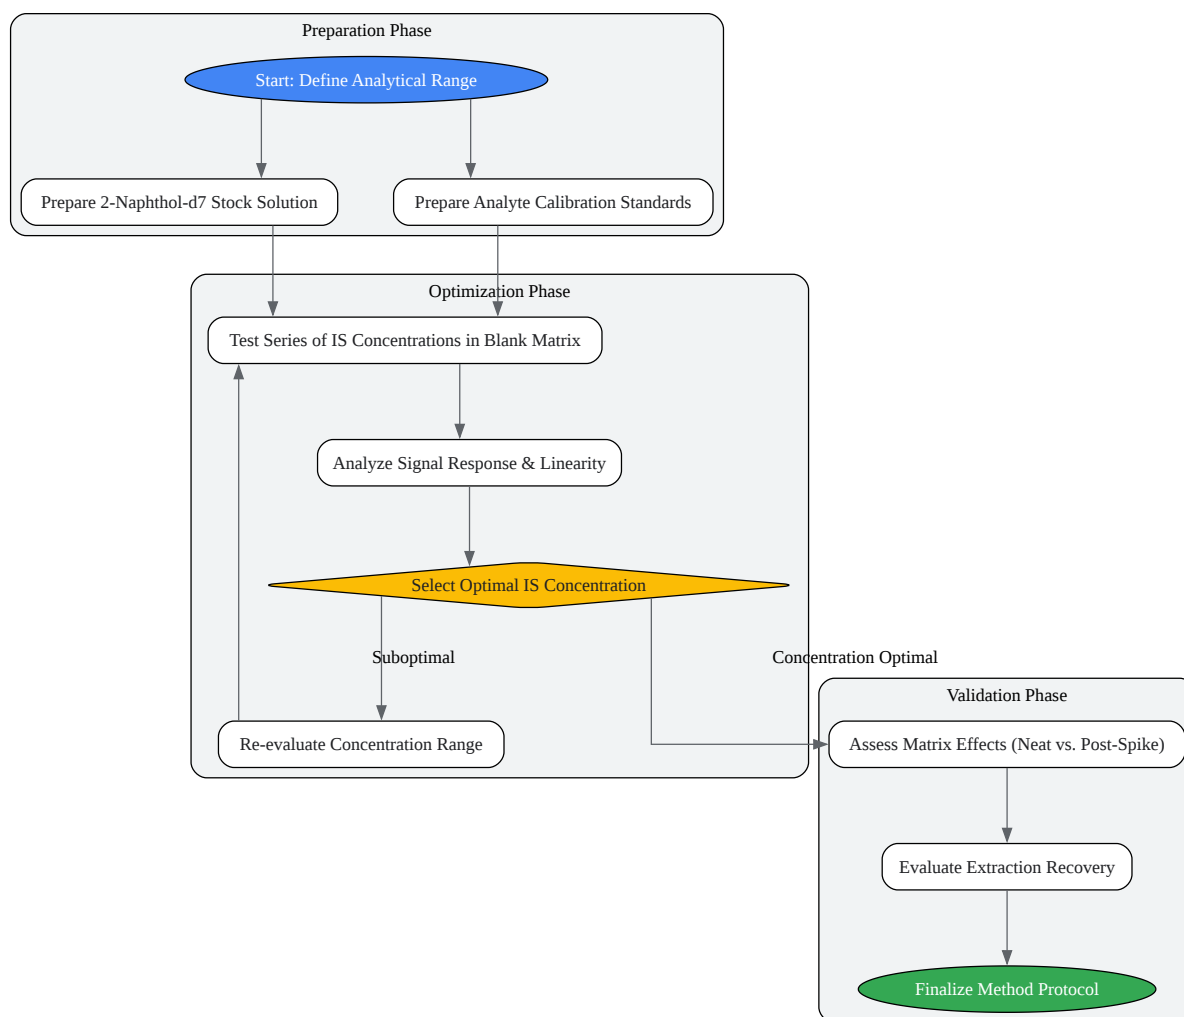 Preparation Phase
Start: Define Analytical Range
Prepare 2-Naphthol-d7 Stock Solution
Prepare Analyte Calibration Standards
Optimization Phase
Test Series of IS Concentrations in Blank Matrix
Analyze Signal Response & Linearity
Select Optimal IS Concentration
Suboptimal
Concentration Optimal
Re-evaluate Concentration Range
Validation Phase
Assess Matrix Effects (Neat vs. Post-Spike)
Evaluate Extraction Recovery
Finalize Method Protocol